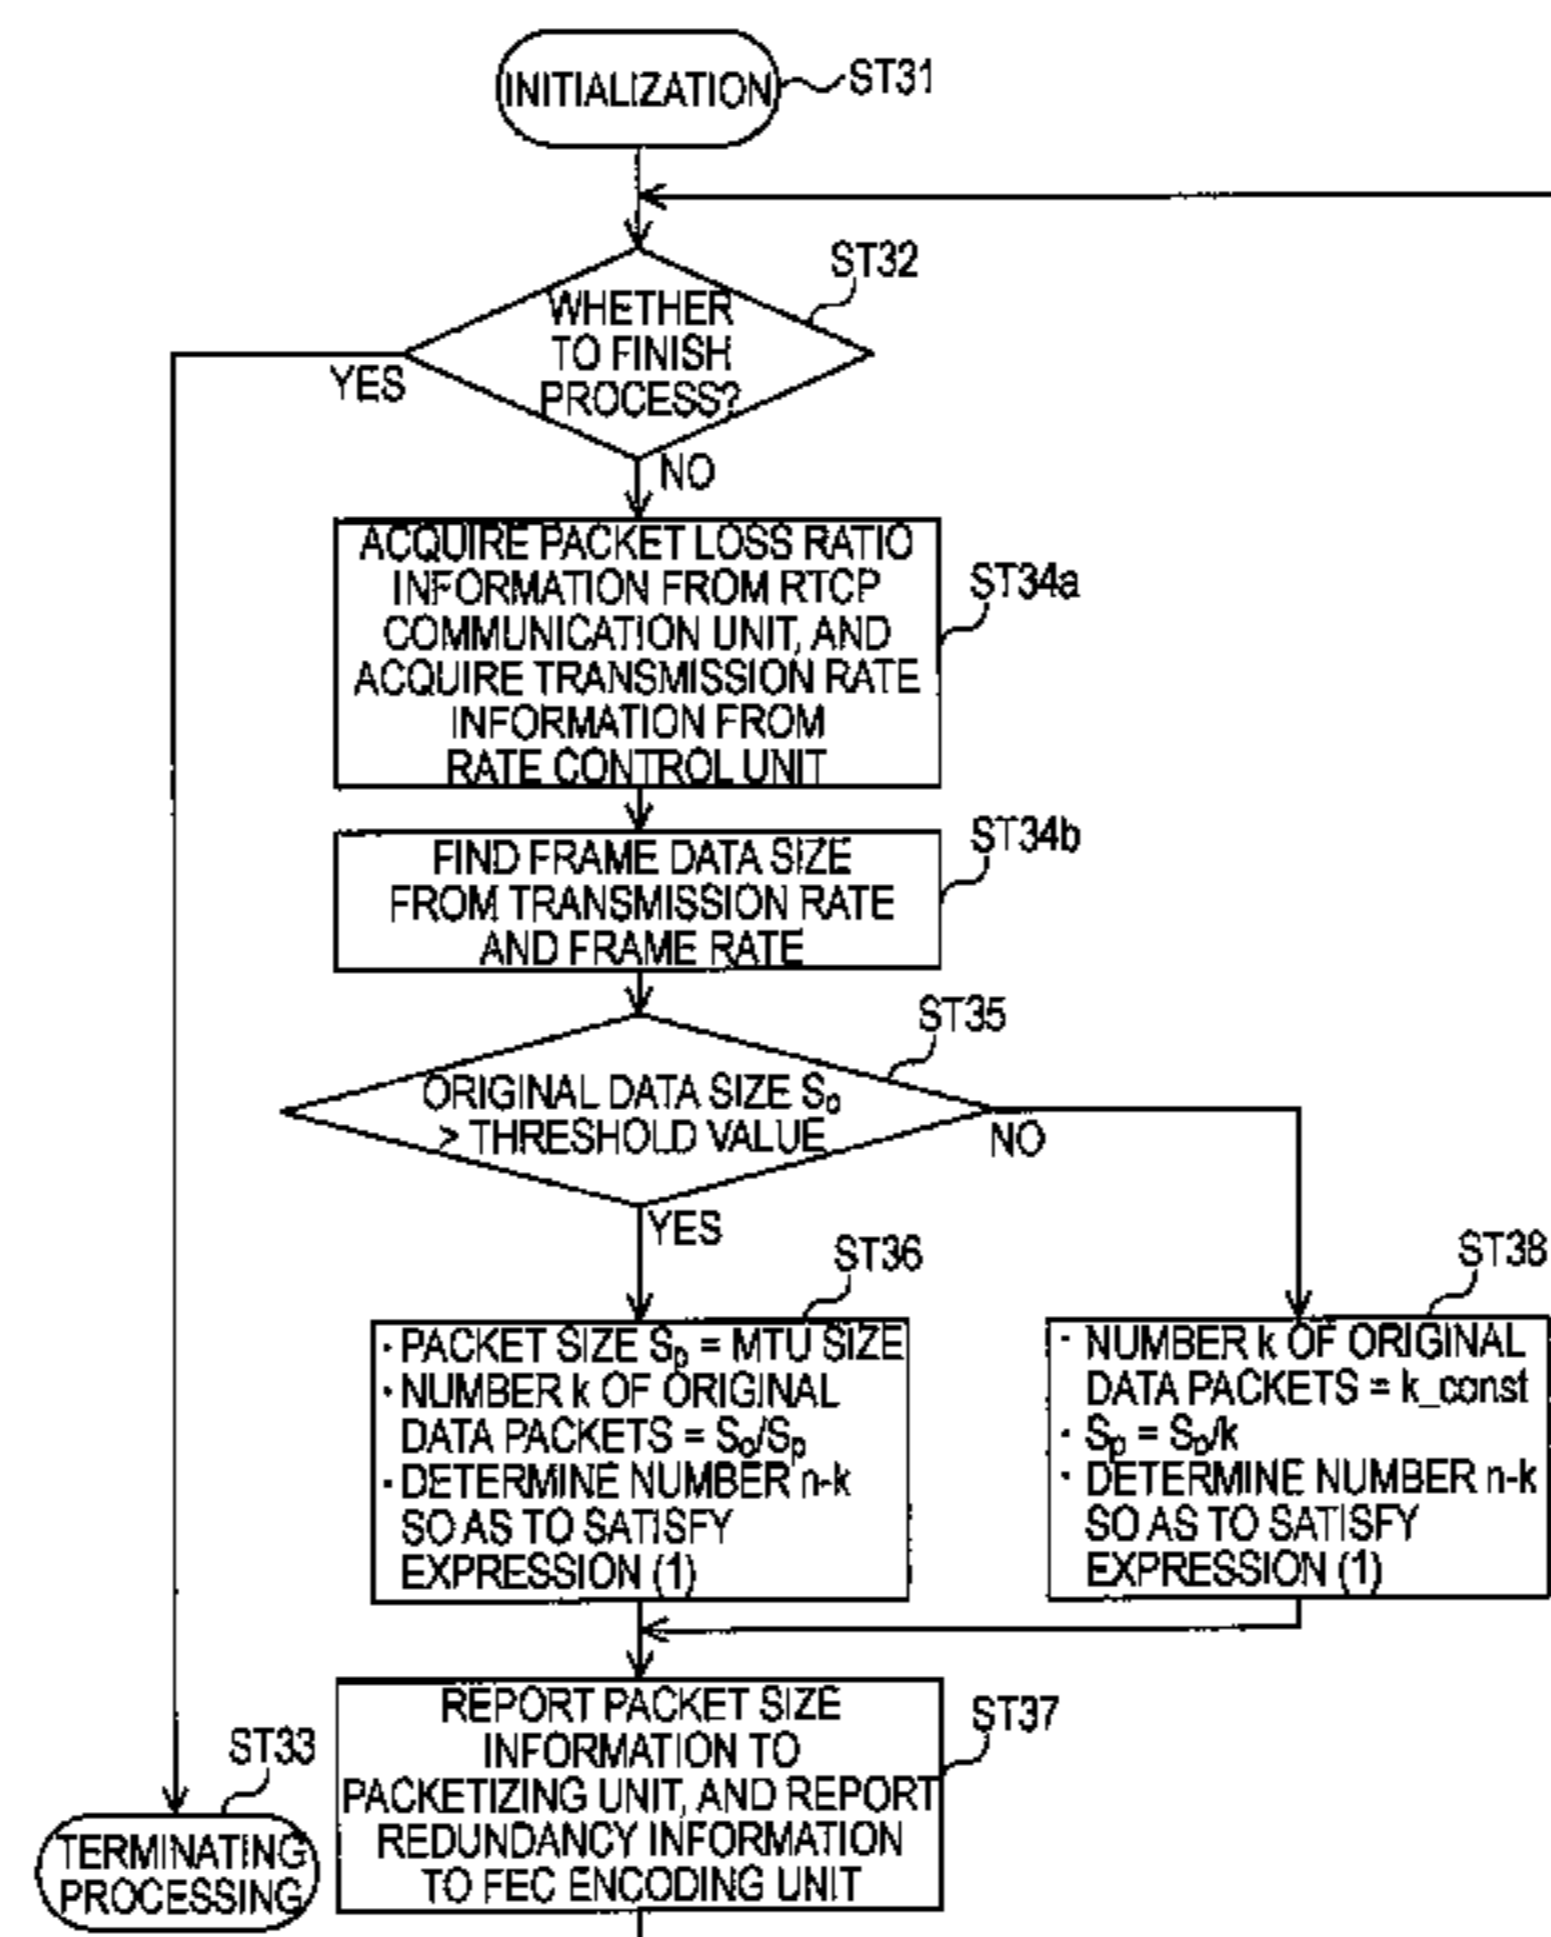 INITIALIZATION
ST31
ST32
WHETHER
TO FINISH
PROCESS?
YES
NO
ACQUIRE PACKET LOSS RATIO
INFORMATION FROM RTCP
COMMUNICATION UNIT, AND
ACQUIRE TRANSMISSION RATE
INFORMATION FROM
RATE CONTROL UNIT
ST34a
FIND FRAME DATA SIZE
FROM TRANSMISSION RATE
AND FRAME RATE
ST34b
ST35
ORIGINAL DATA SIZE So
> THRESHOLD VALUE
NO
YES
ST36
· PACKET SIZE Sp = MTU SIZE
· NUMBER k OF ORIGINAL
DATA PACKETS = So/Sp
· DETERMINE NUMBER n-k
SO AS TO SATISFY
EXPRESSION (1)
ST38
· NUMBER k OF ORIGINAL
DATA PACKETS = k_const
· Sp = So/k
· DETERMINE NUMBER n-k
SO AS TO SATISFY
EXPRESSION (1)
REPORT PACKET SIZE
INFORMATION TO
PACKETIZING UNIT, AND REPORT
REDUNDANCY INFORMATION
TO FEC ENCODING UNIT
ST37
ST33
TERMINATING
PROCESSING